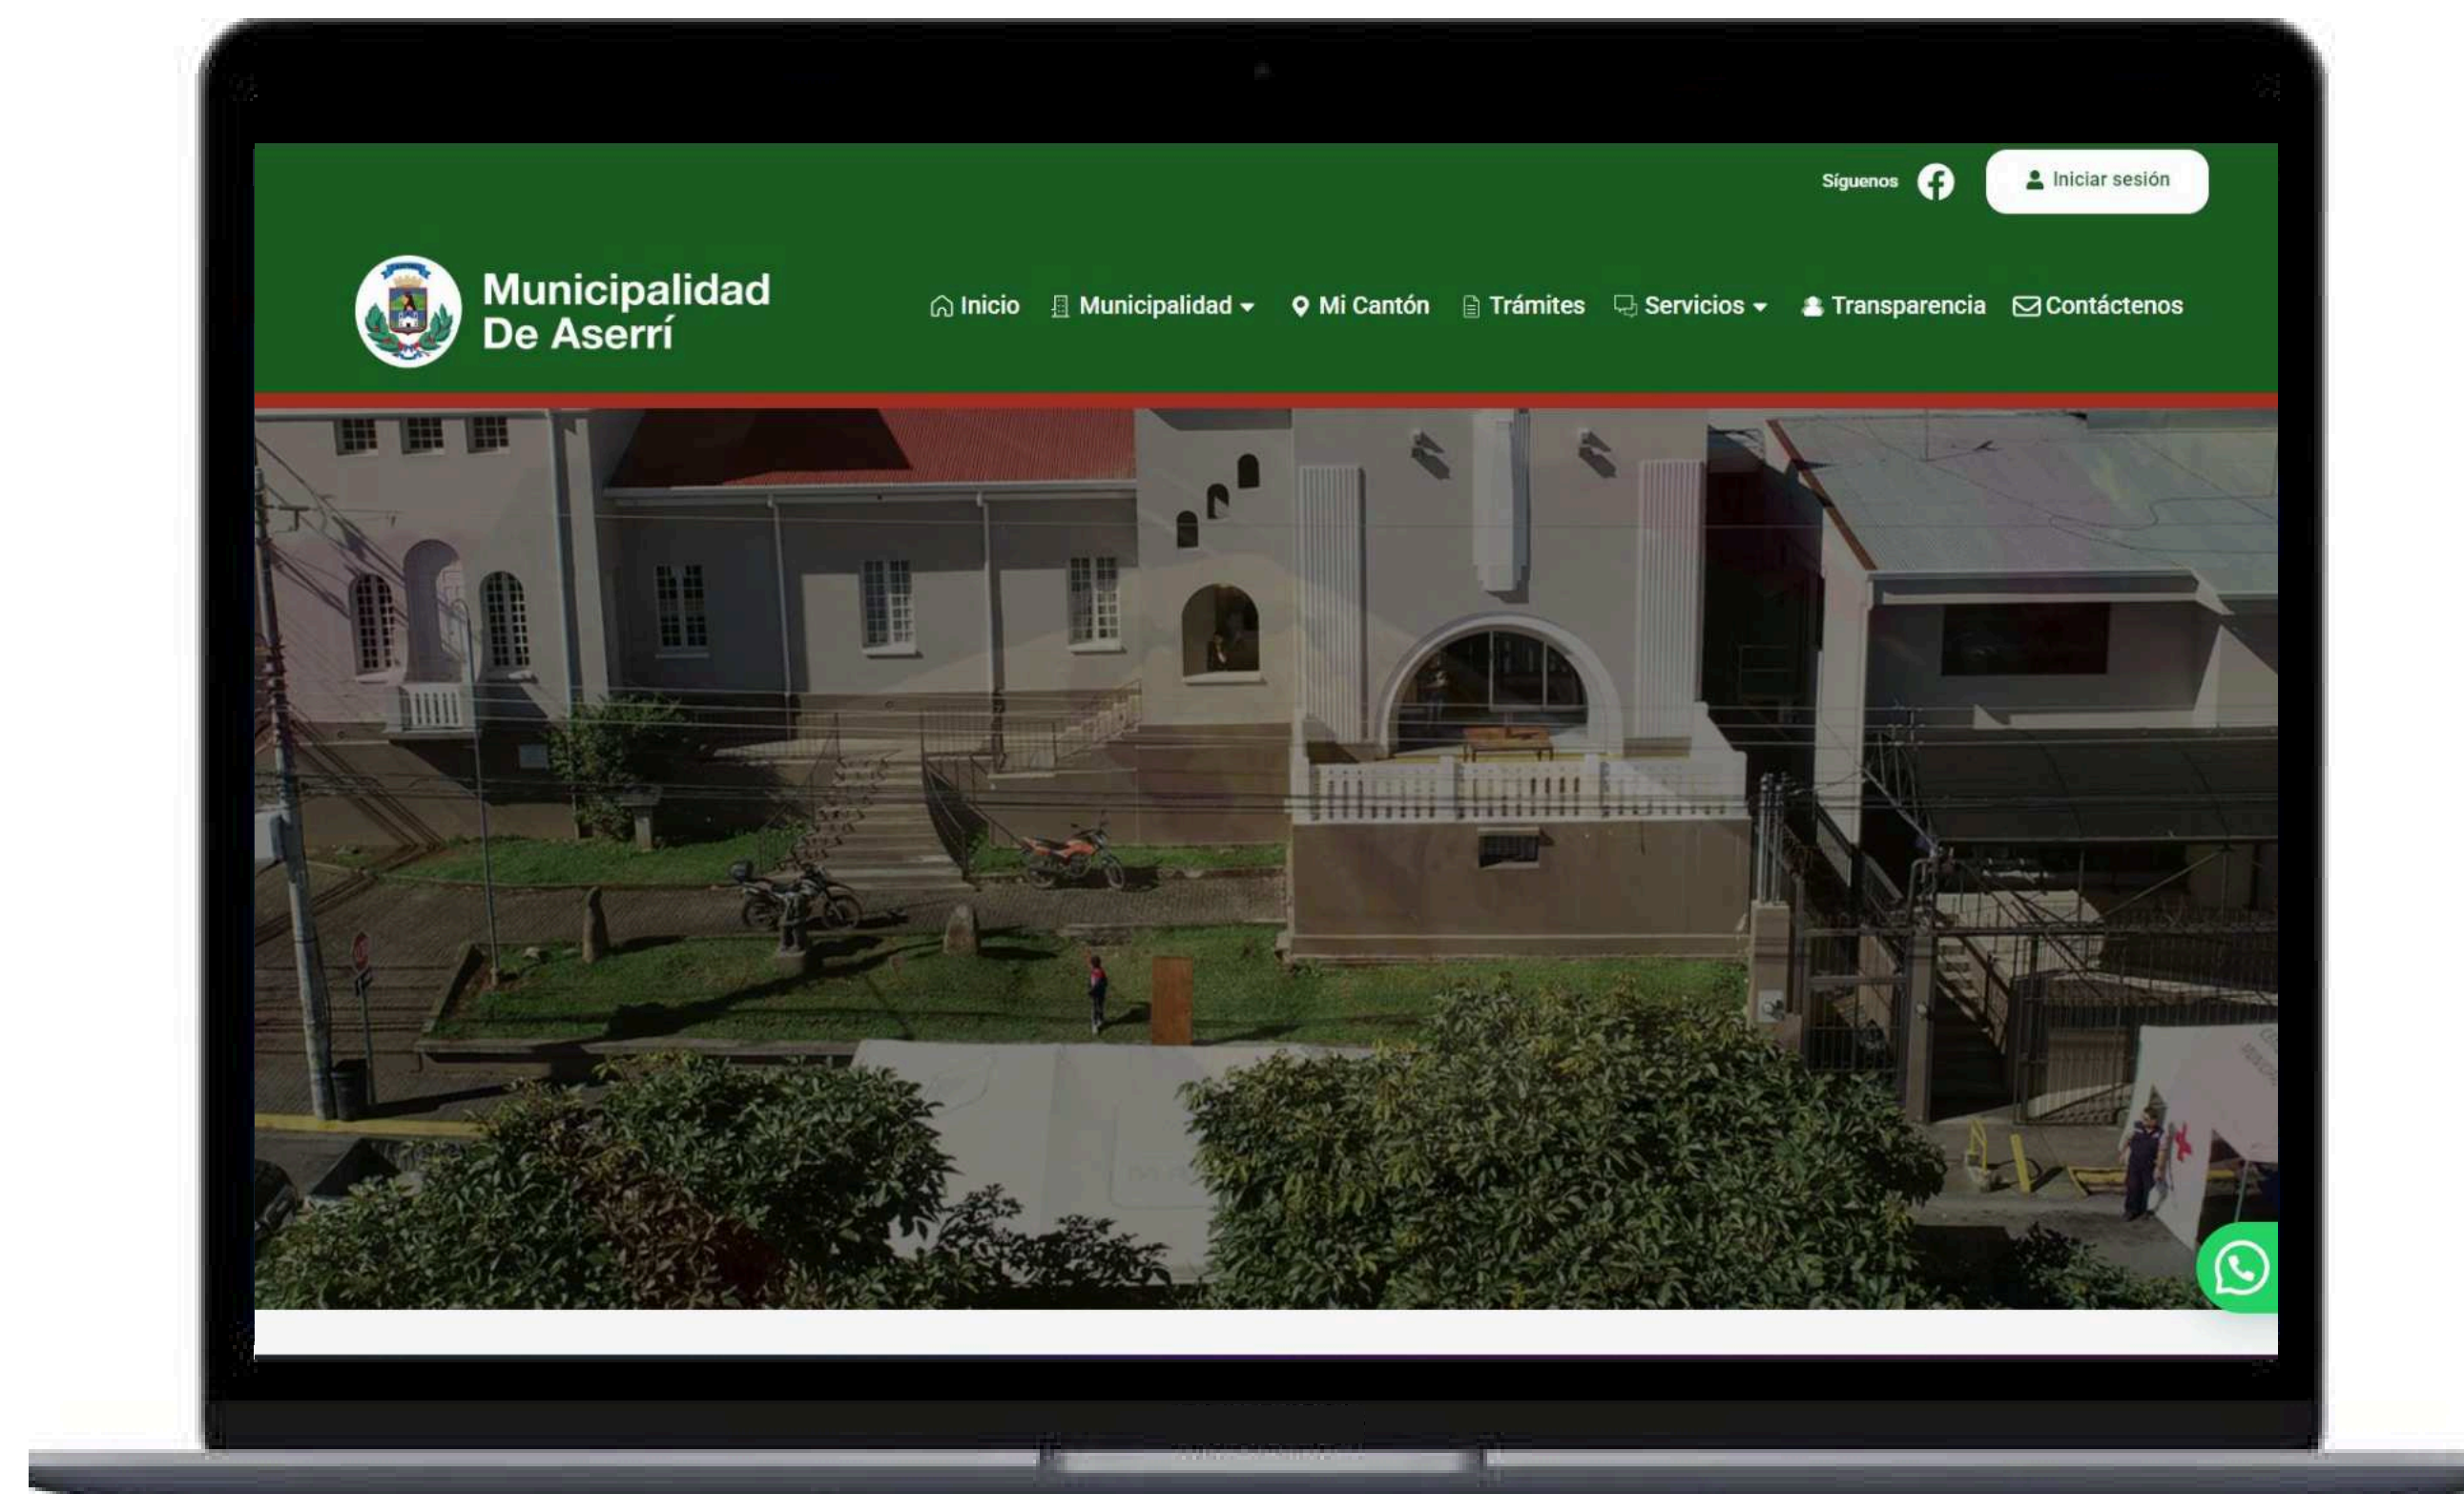 Síguenos
Iniciar sesión
Municipalidad
De Aserrí
Inicio Municipalidad Mi Cantón Trámites Servicios Transparencia Contáctenos